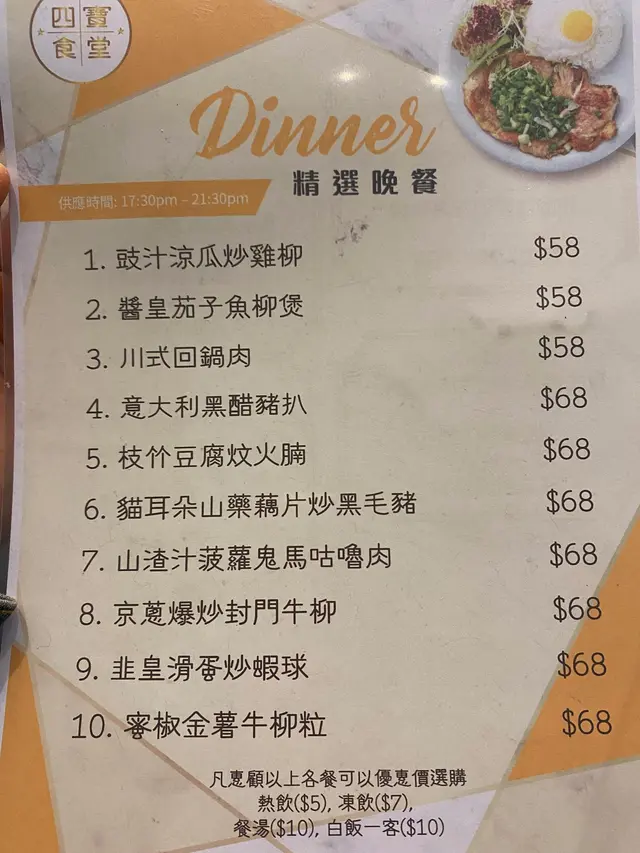 四寶
食堂
Dinner
精選晚餐
供應時間: 17:30pm – 21:30pm
1. 豉汁涼瓜炒雞柳 $58
2. 醬皇茄子魚柳煲 $58
3. 川式回鍋肉 $58
4. 意大利黑醋豬扒 $68
5. 枝竹豆腐炆火腩 $68
6. 貓耳朵山藥藕片炒黑毛豬 $68
7. 山渣汁菠蘿鬼馬咕嚕肉 $68
8. 京蔥爆炒封門牛柳 $68
9. 韭皇滑蛋炒蝦球 $68
10. 蜜椒金薯牛柳粒 $68
凡惠顧以上各餐可以優惠價選購
熱飲($5), 凍飲($7),
餐湯($10), 白飯一客($10)